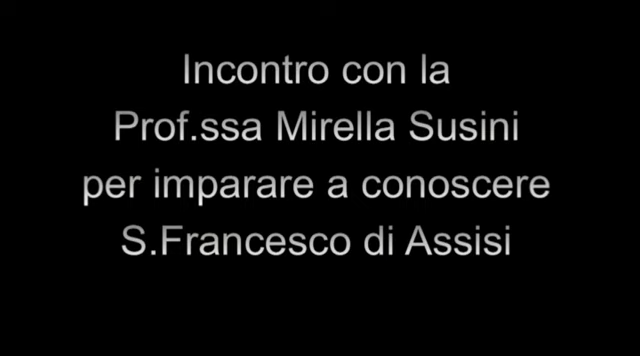 Incontro con la
Prof.ssa Mirella Susini
per imparare a conoscere
S.Francesco di Assisi